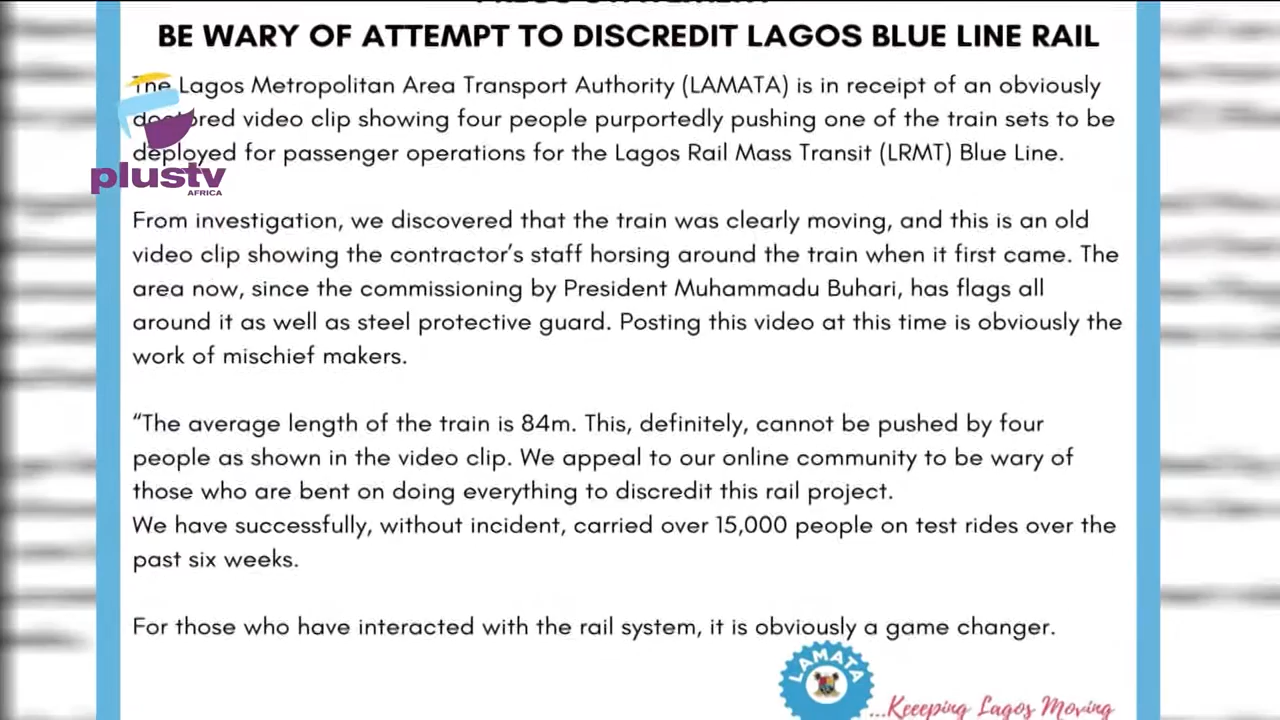 PRESS STATEMENT
BE WARY OF ATTEMPT TO DISCREDIT LAGOS BLUE LINE RAIL
The Lagos Metropolitan Area Transport Authority (LAMATA) is in receipt of an obviously
doctored video clip showing four people purportedly pushing one of the train sets to be
deployed for passenger operations for the Lagos Rail Mass Transit (LRMT) Blue Line.
plustv
AFRICA
From investigation, we discovered that the train was clearly moving, and this is an old
video clip showing the contractor’s staff horsing around the train when it first came. The
area now, since the commissioning by President Muhammadu Buhari, has flags all
around it as well as steel protective guard. Posting this video at this time is obviously the
work of mischief makers.
“The average length of the train is 84m. This, definitely, cannot be pushed by four
people as shown in the video clip. We appeal to our online community to be wary of
those who are bent on doing everything to discredit this rail project.
We have successfully, without incident, carried over 15,000 people on test rides over the
past six weeks.
For those who have interacted with the rail system, it is obviously a game changer.
LAMATA
...Keeeping Lagos Moving